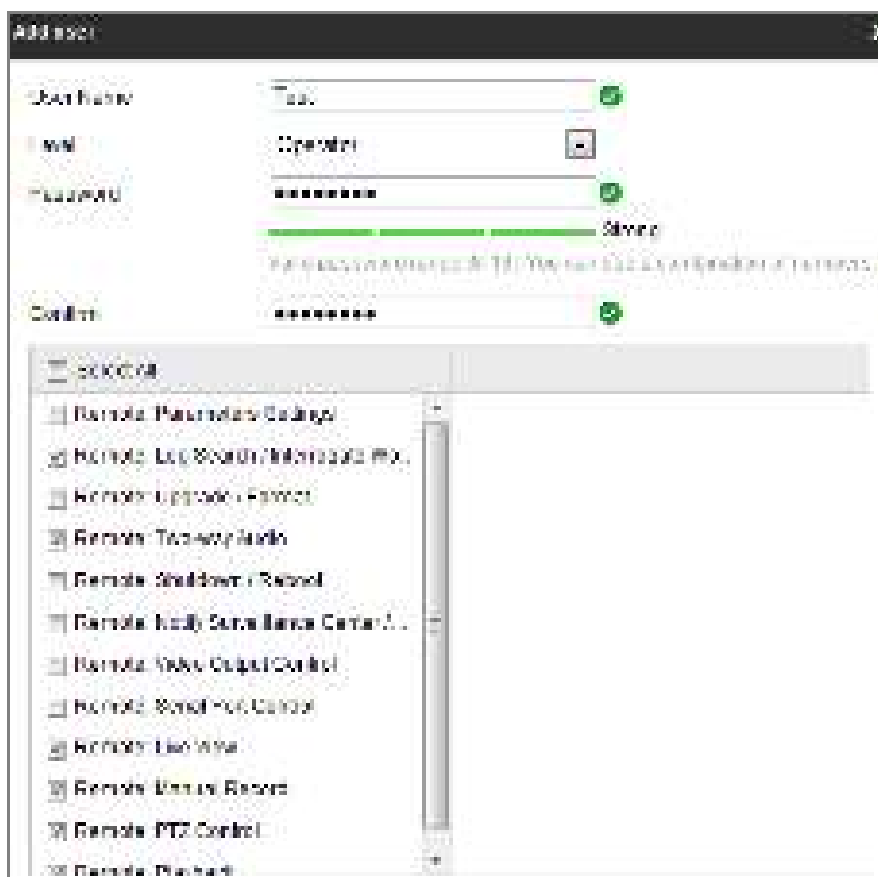 Add user
User Name Test
Level Operator
Password ••••••••
Strong
Confirm ••••••••
Select All
Remote: Parameters Settings
Remote: Log Search / Interrogate Wo...
Remote: Upgrade / Format
Remote: Two-way Audio
Remote: Shutdown / Reboot
Remote: Notify Surveillance Center / ...
Remote: Video Output Control
Remote: Serial Port Control
Remote: Live View
Remote: Manual Record
Remote: PTZ Control
Remote: Playback